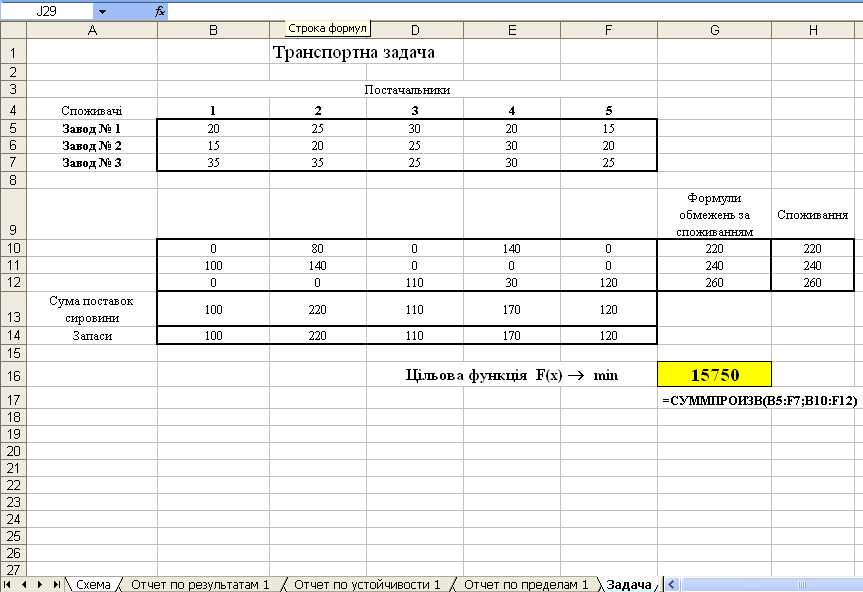 J29 fx
Строка формул
A B C D E F G H
1 Транспортна задача
2
3 Постачальники
4 Споживачі 1 2 3 4 5
5 Завод № 1 20 25 30 20 15
6 Завод № 2 15 20 25 30 20
7 Завод № 3 35 35 25 30 25
8
Формули
обмежень за Споживання
9 споживанням
10 0 80 0 140 0 220 220
11 100 140 0 0 0 240 240
12 0 0 110 30 120 260 260
Сума поставок
13 сировини 100 220 110 170 120
14 Запаси 100 220 110 170 120
15
16 Цільова функція F(x) → min 15750
17 =СУММПРОИЗВ(B5:F7;B10:F12)
18
19
20
21
22
23
24
25
26
27
Схема Отчет по результатам 1 Отчет по устойчивости 1 Отчет по пределам 1 Задача